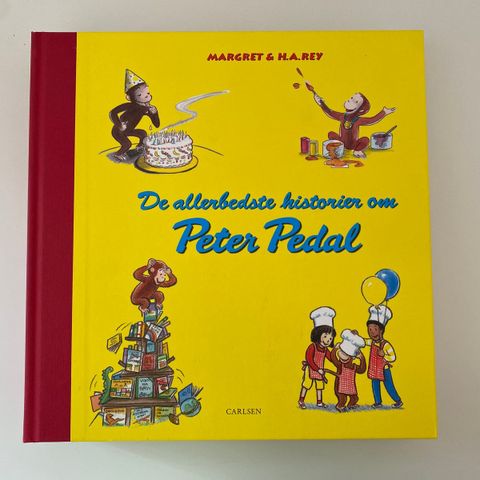 MARGRET & H.A.REY
De allerbedste historier om
Peter Pedal
CARLSEN